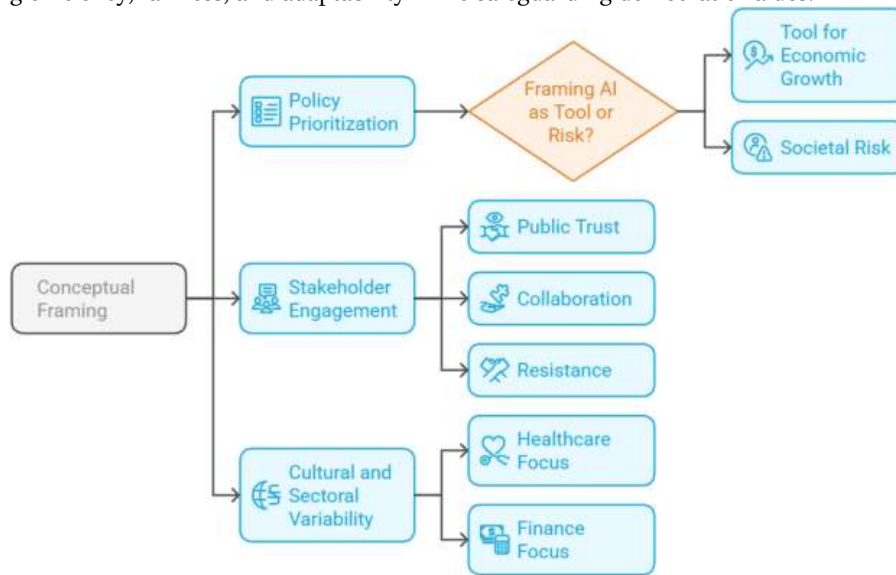 Tool for
Economic
Growth
Policy
Prioritization
Framing AI
as Tool or
Risk?
Societal Risk
Public Trust
Conceptual
Framing
Stakeholder
Engagement
Collaboration
Resistance
Healthcare
Focus
Cultural and
Sectoral
Variability
Finance
Focus